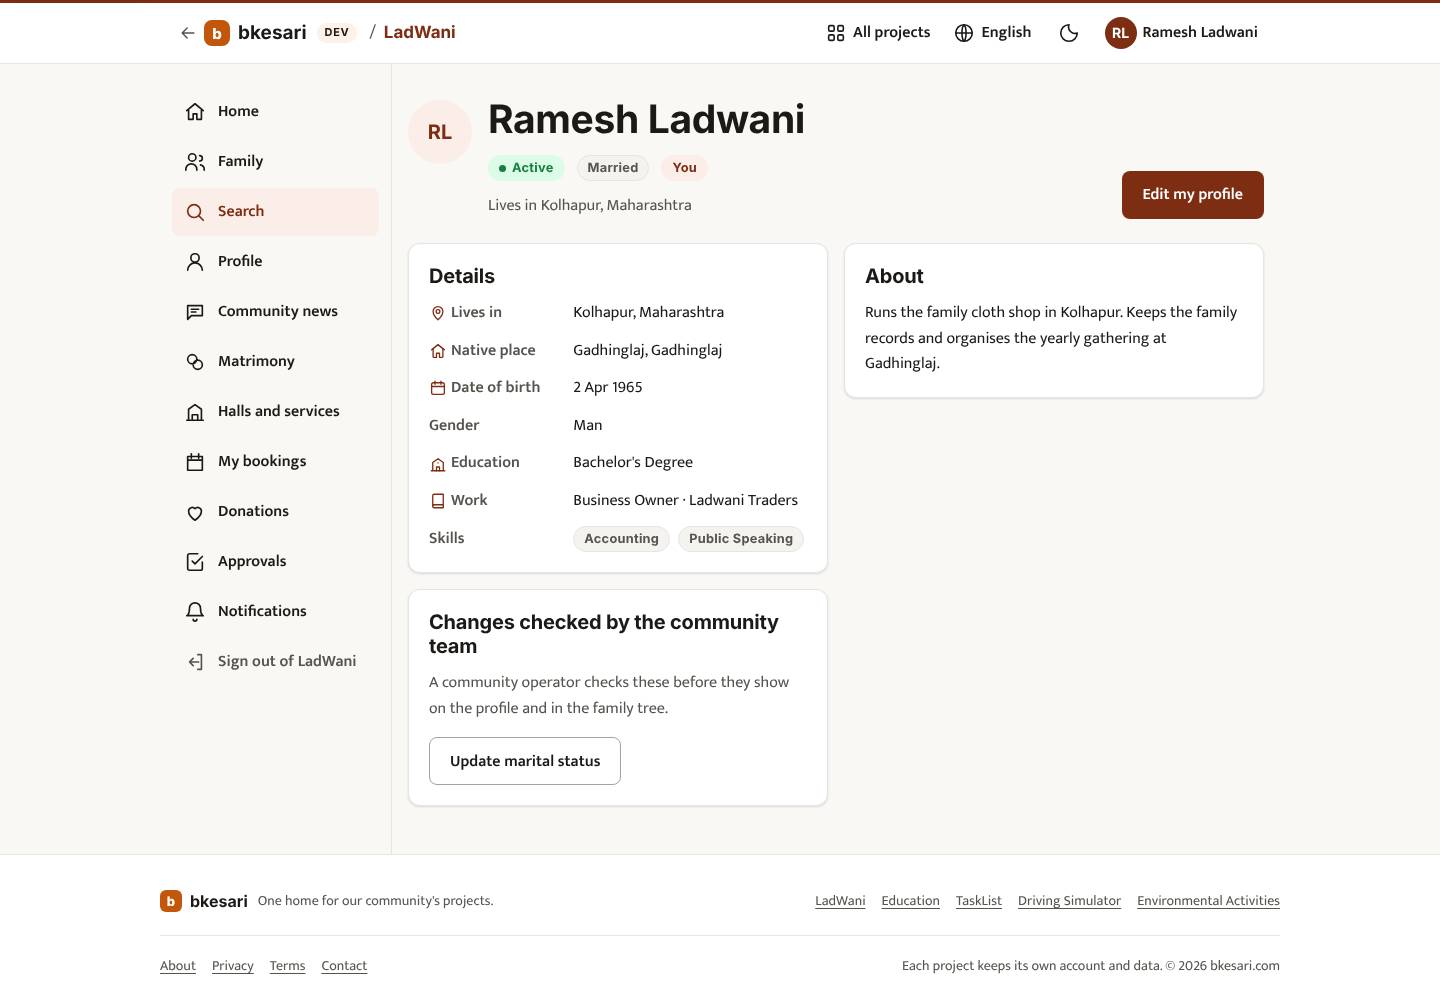 bkesari DEV / LadWani
All projects
English
RL Ramesh Ladwani
Home
Family
Search
Profile
Community news
Matrimony
Halls and services
My bookings
Donations
Approvals
Notifications
Sign out of LadWani
RL
Ramesh Ladwani
Active Married You
Lives in Kolhapur, Maharashtra
Edit my profile
Details
Lives in Kolhapur, Maharashtra
Native place Gadhinglaj, Gadhinglaj
Date of birth 2 Apr 1965
Gender Man
Education Bachelor's Degree
Work Business Owner · Ladwani Traders
Skills Accounting Public Speaking
About
Runs the family cloth shop in Kolhapur. Keeps the family
records and organises the yearly gathering at
Gadhinglaj.
Changes checked by the community
team
A community operator checks these before they show
on the profile and in the family tree.
Update marital status
b bkesari One home for our community's projects.
LadWani Education TaskList Driving Simulator Environmental Activities
About Privacy Terms Contact
Each project keeps its own account and data. © 2026 bkesari.com